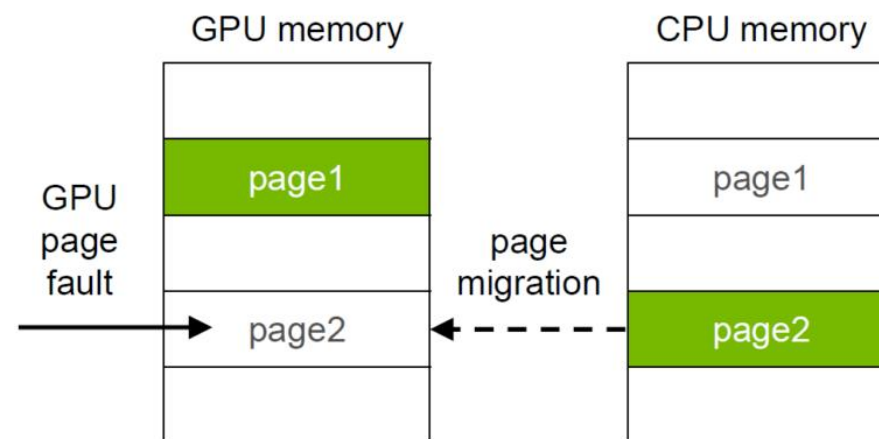 GPU memory
CPU memory
page1
page1
GPU
page
fault
page
migration
page2
page2